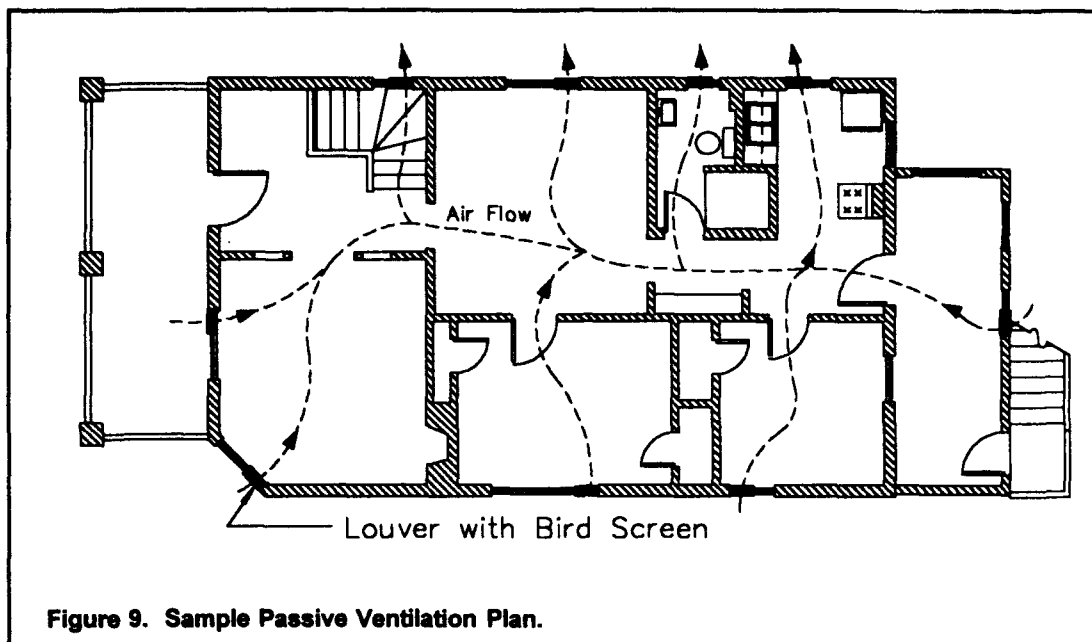 Air Flow
Louver with Bird Screen
Figure 9. Sample Passive Ventilation Plan.